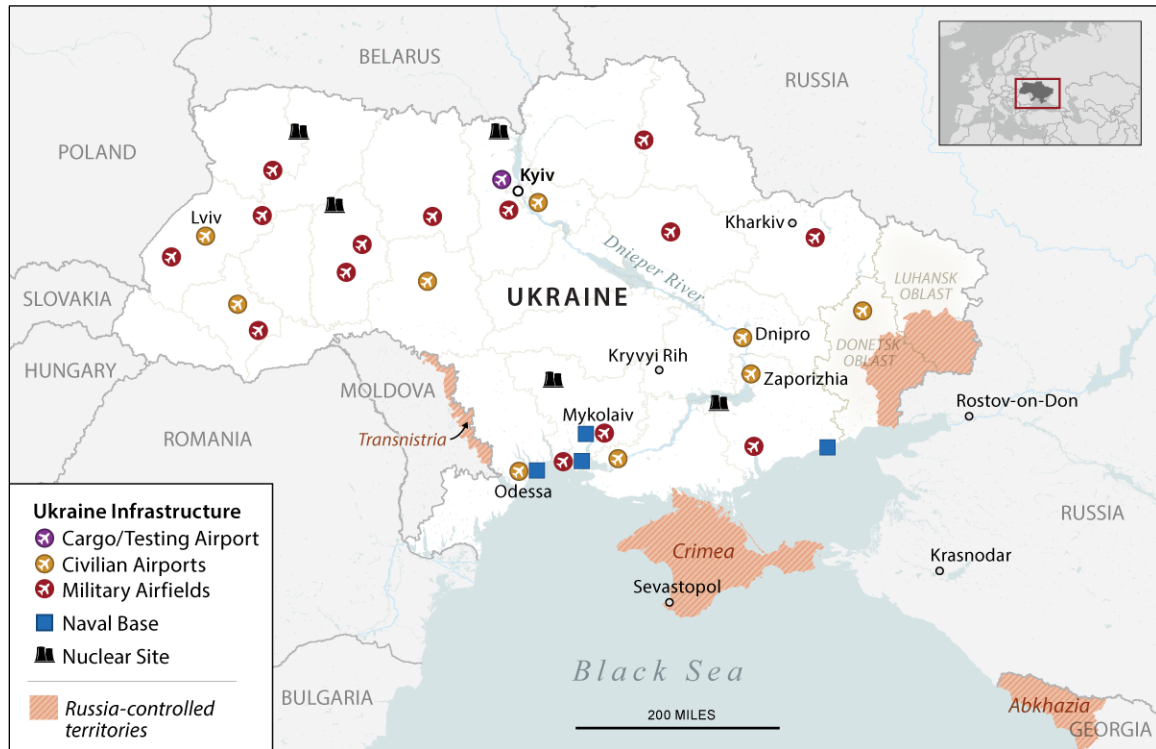 BELARUS
RUSSIA
POLAND
Kyiv
Lviv
Kharkiv
Dnieper River
SLOVAKIA
UKRAINE
LUHANSK
OBLAST
Dnipro
DONETSK
OBLAST
HUNGARY
Kryvyi Rih
MOLDOVA
Zaporizhia
Rostov-on-Don
Mykolaiv
ROMANIA
Transnistria
Odessa
Ukraine Infrastructure
Cargo/Testing Airport
Civilian Airports
Military Airfields
Naval Base
Nuclear Site
Russia-controlled
territories
RUSSIA
Crimea
Krasnodar
Sevastopol
Black Sea
BULGARIA
200 MILES
Abkhazia
GEORGIA